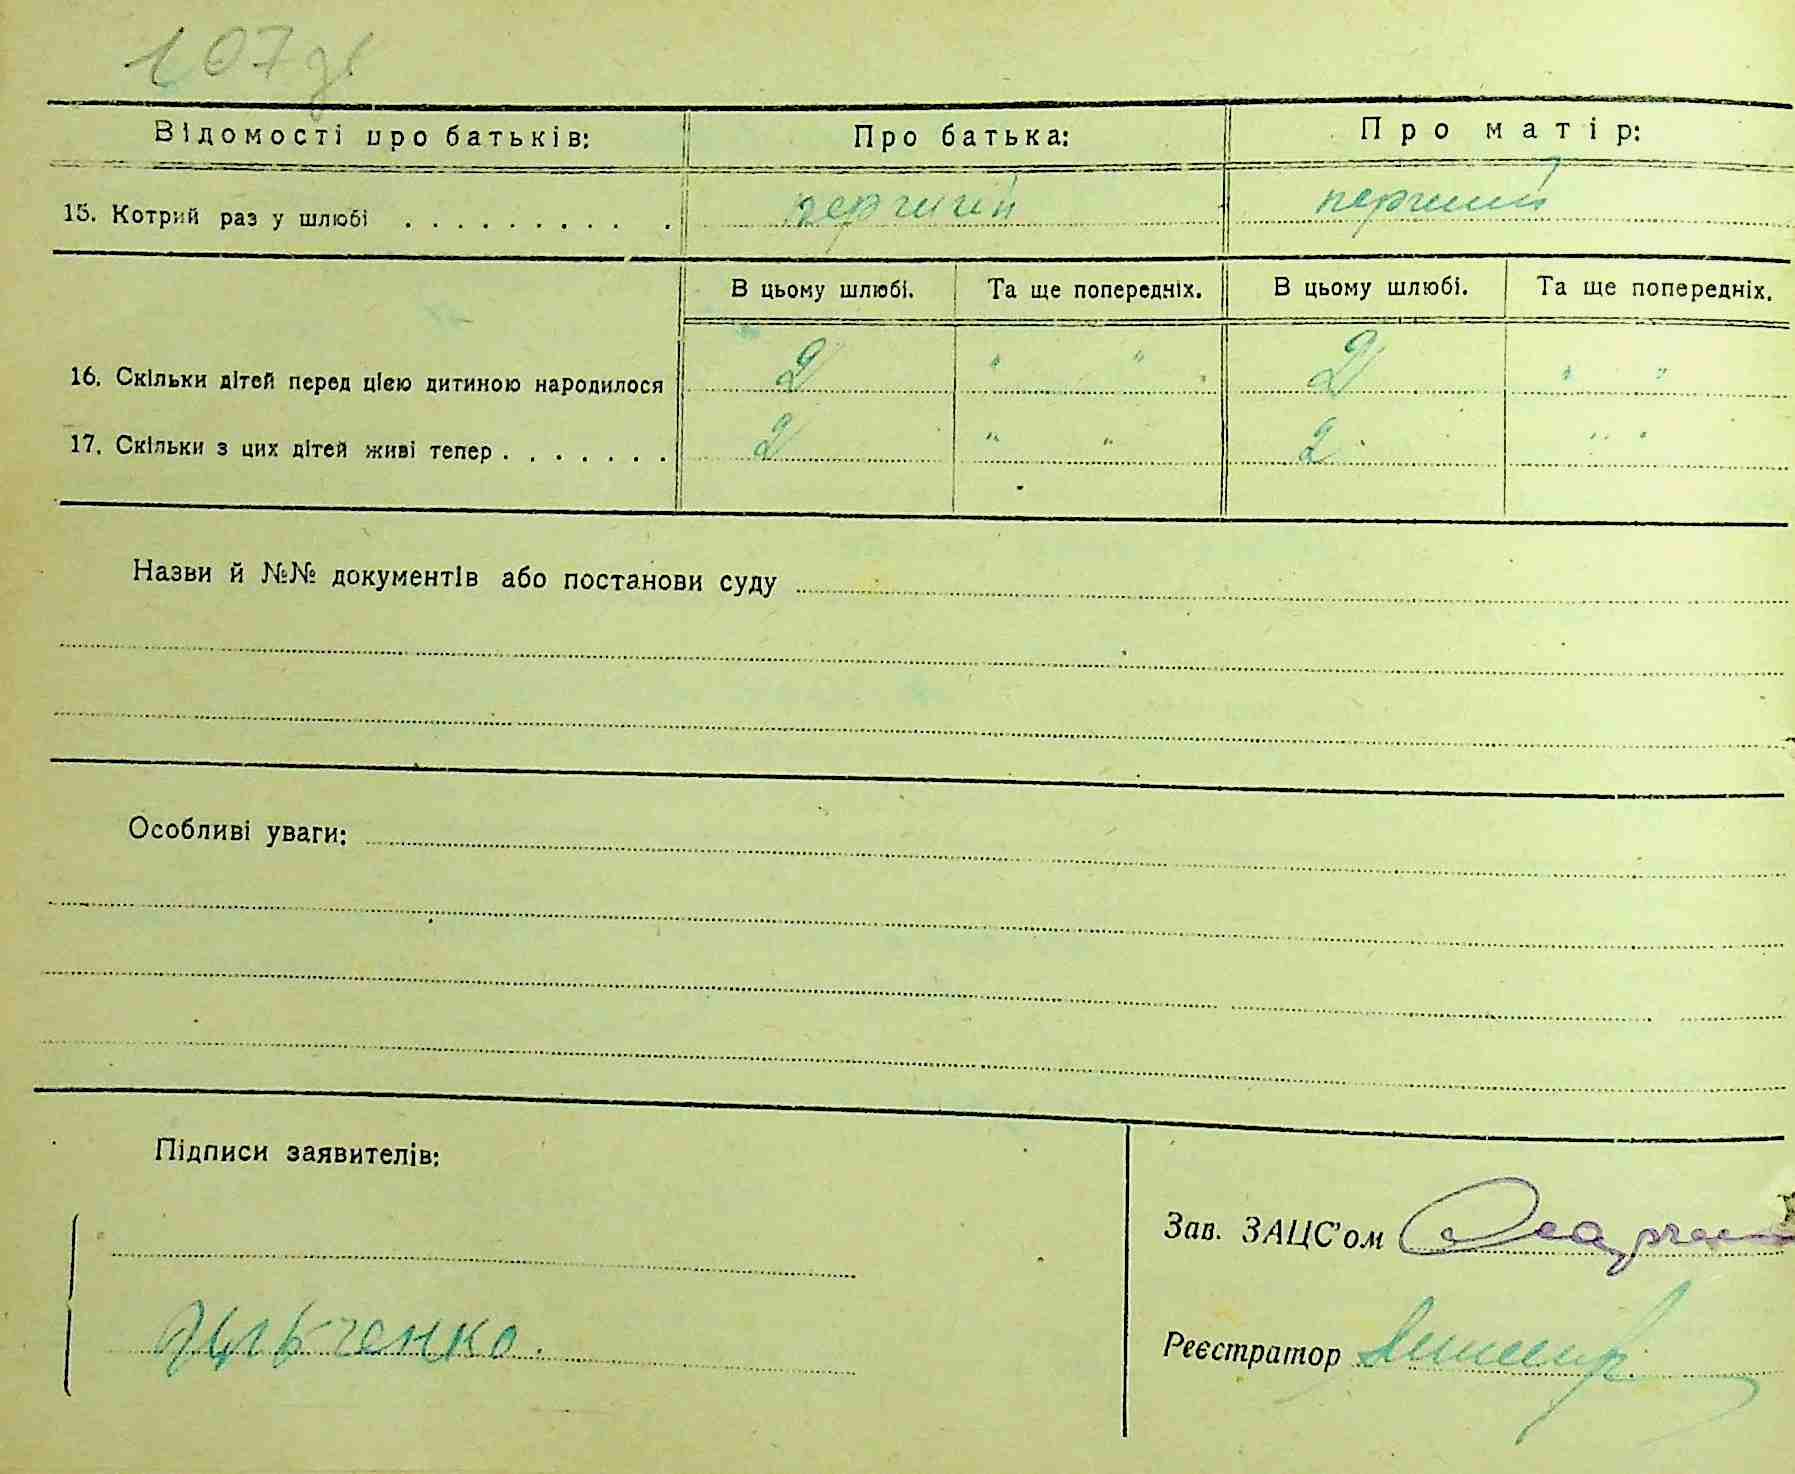 107
Відомості про батьків: Про батька: Про матір:
15. Котрий раз у шлюбі . . . . . . . . . . перший перший
В цьому шлюбі. Та ще попередніх. В цьому шлюбі. Та ще попередніх.
16. Скільки дітей перед цією дитиною народилося 2 " " 2 " "
17. Скільки з цих дітей живі тепер . . . . . . . 2 " " 2 " "
Назви й №№ документів або постанови суду
Особливі уваги:
Підписи заявителів:
Зав. ЗАЦС'ом
Реєстратор